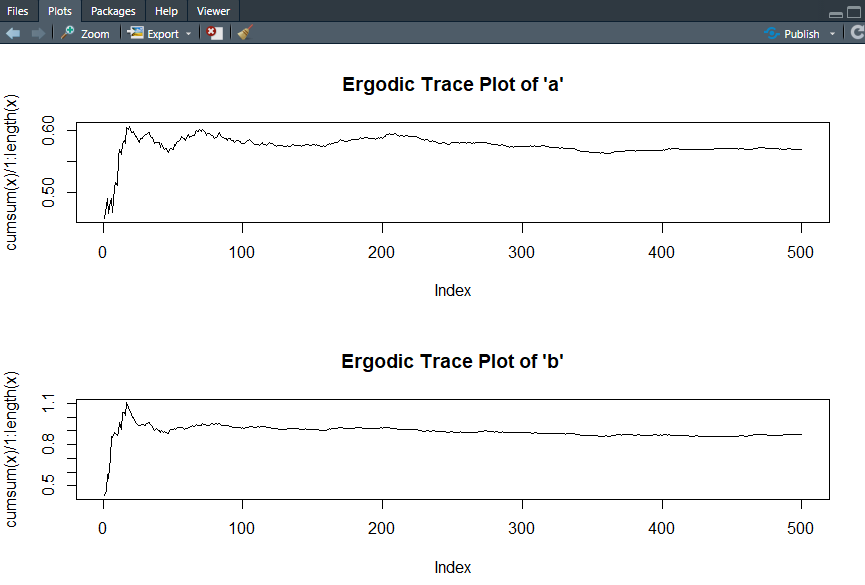 Files Plots Packages Help Viewer
Zoom Export Publish
Ergodic Trace Plot of 'a'
cumsum(x)/1:length(x)
0.60
0.50
0 100 200 300 400 500
Index
Ergodic Trace Plot of 'b'
cumsum(x)/1:length(x)
1.1
0.8
0.5
0 100 200 300 400 500
Index